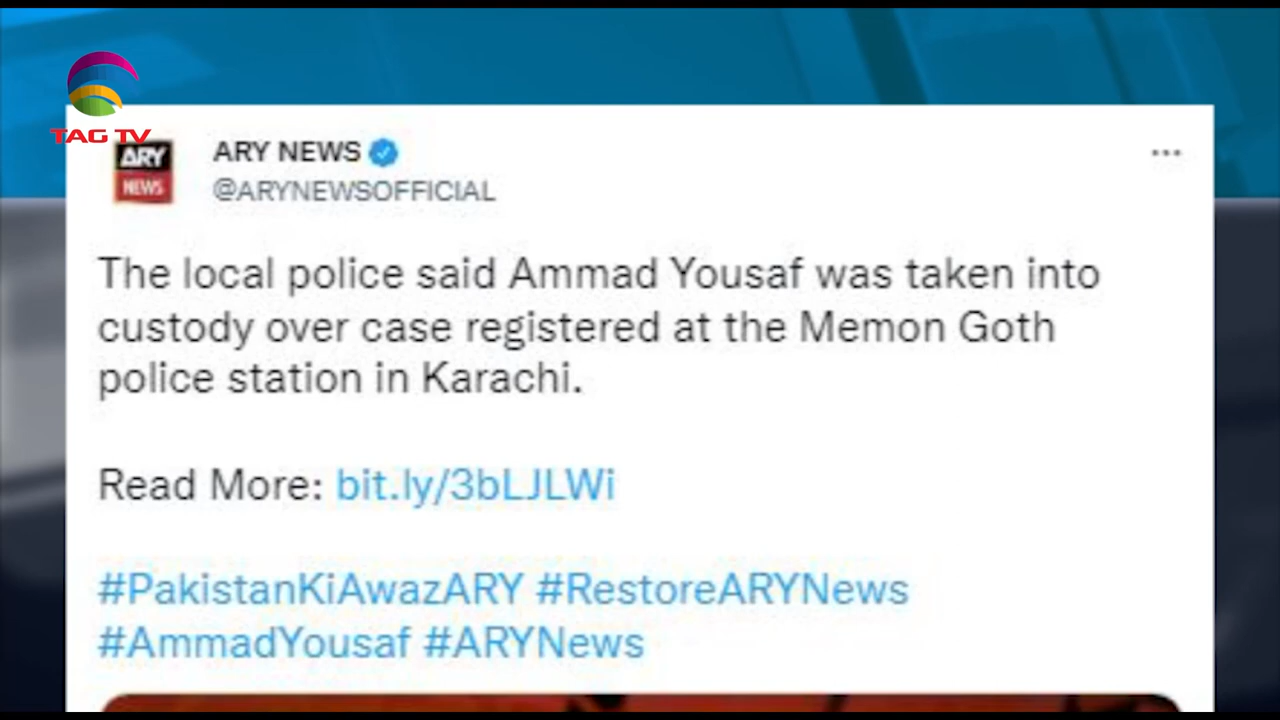 TAG TV
ARY
NEWS
ARY NEWS
@ARYNEWSOFFICIAL
The local police said Ammad Yousaf was taken into
custody over case registered at the Memon Goth
police station in Karachi.
Read More: bit.ly/3bLJLWi
#PakistanKiAwazARY #RestoreARYNews
#AmmadYousaf #ARYNews